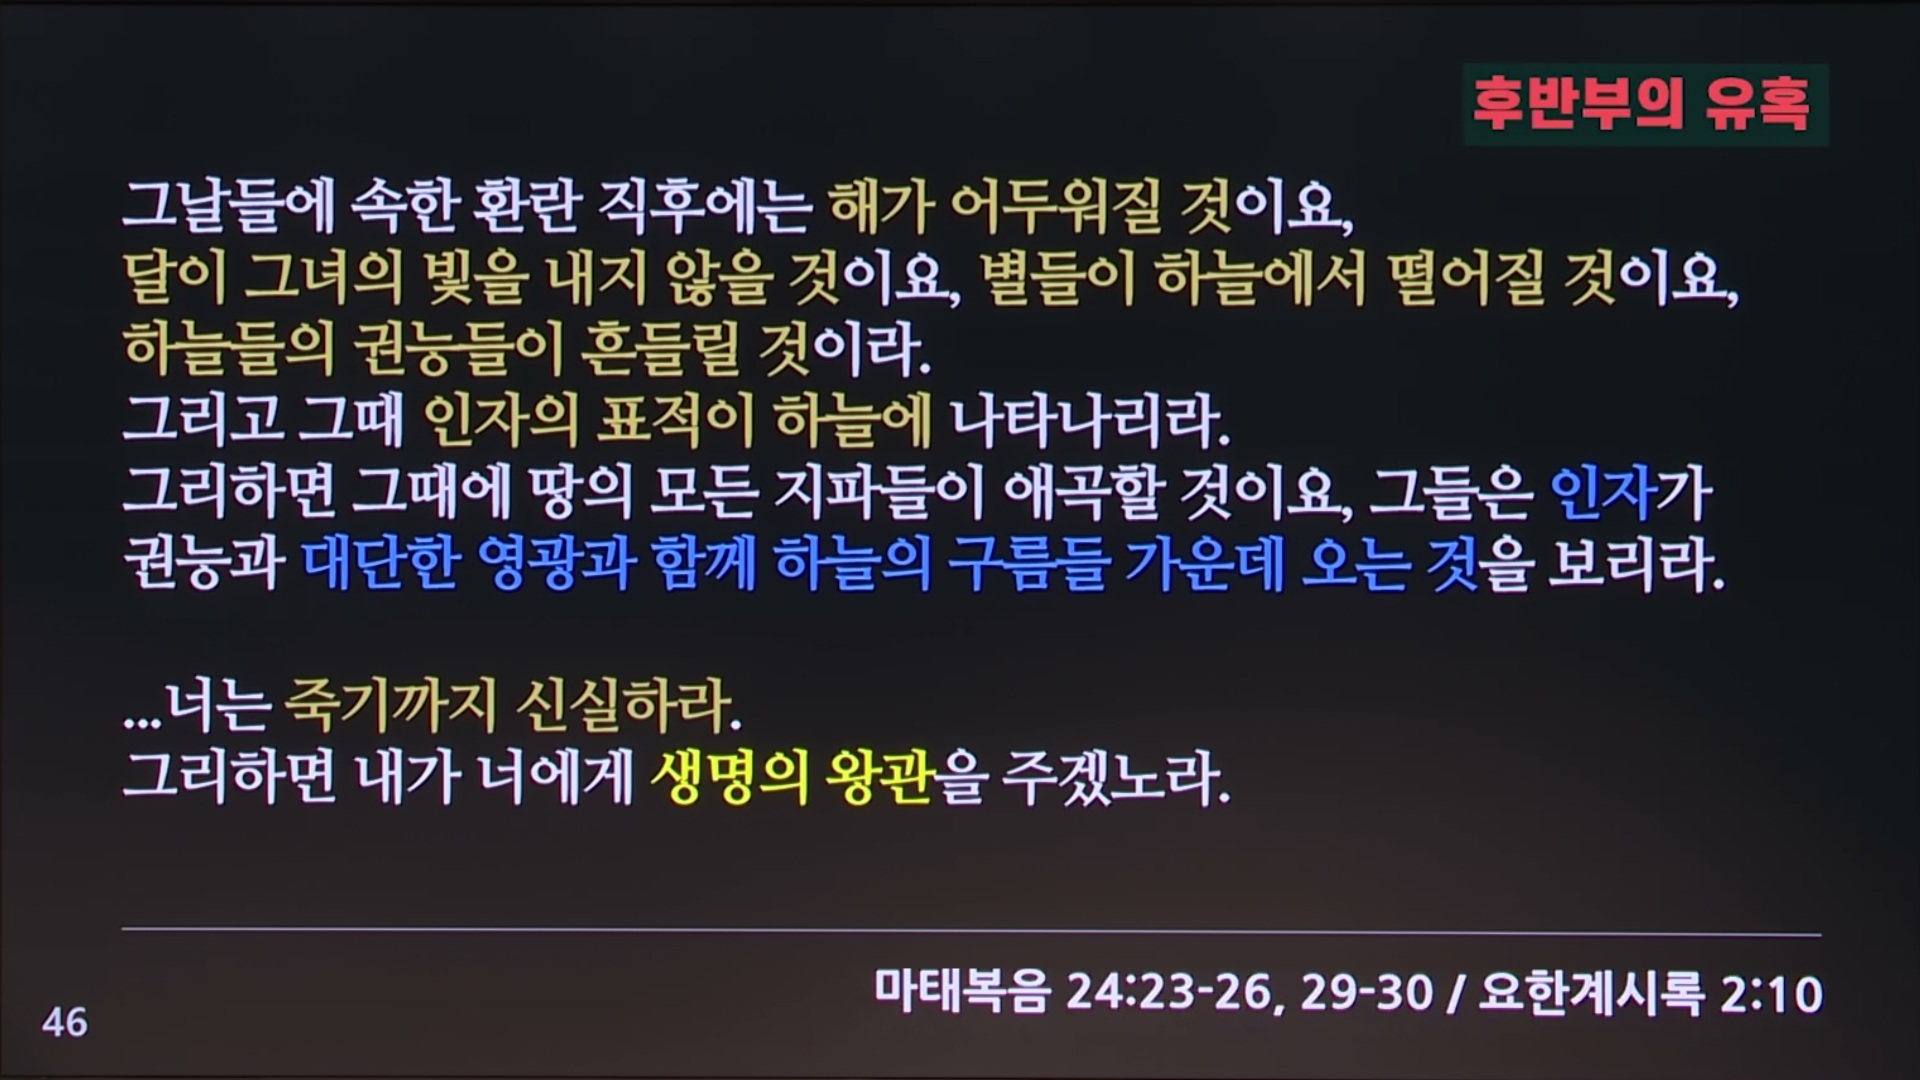 후반부의 유혹
그날들에 속한 환란 직후에는 해가 어두워질 것이요,
달이 그녀의 빛을 내지 않을 것이요, 별들이 하늘에서 떨어질 것이요,
하늘들의 권능들이 흔들릴 것이라.
그리고 그때 인자의 표적이 하늘에 나타나리라.
그리하면 그때에 땅의 모든 지파들이 애곡할 것이요, 그들은 인자가
권능과 대단한 영광과 함께 하늘의 구름들 가운데 오는 것을 보리라.
...너는 죽기까지 신실하라.
그리하면 내가 너에게 생명의 왕관을 주겠노라.
마태복음 24:23-26, 29-30 / 요한계시록 2:10
46